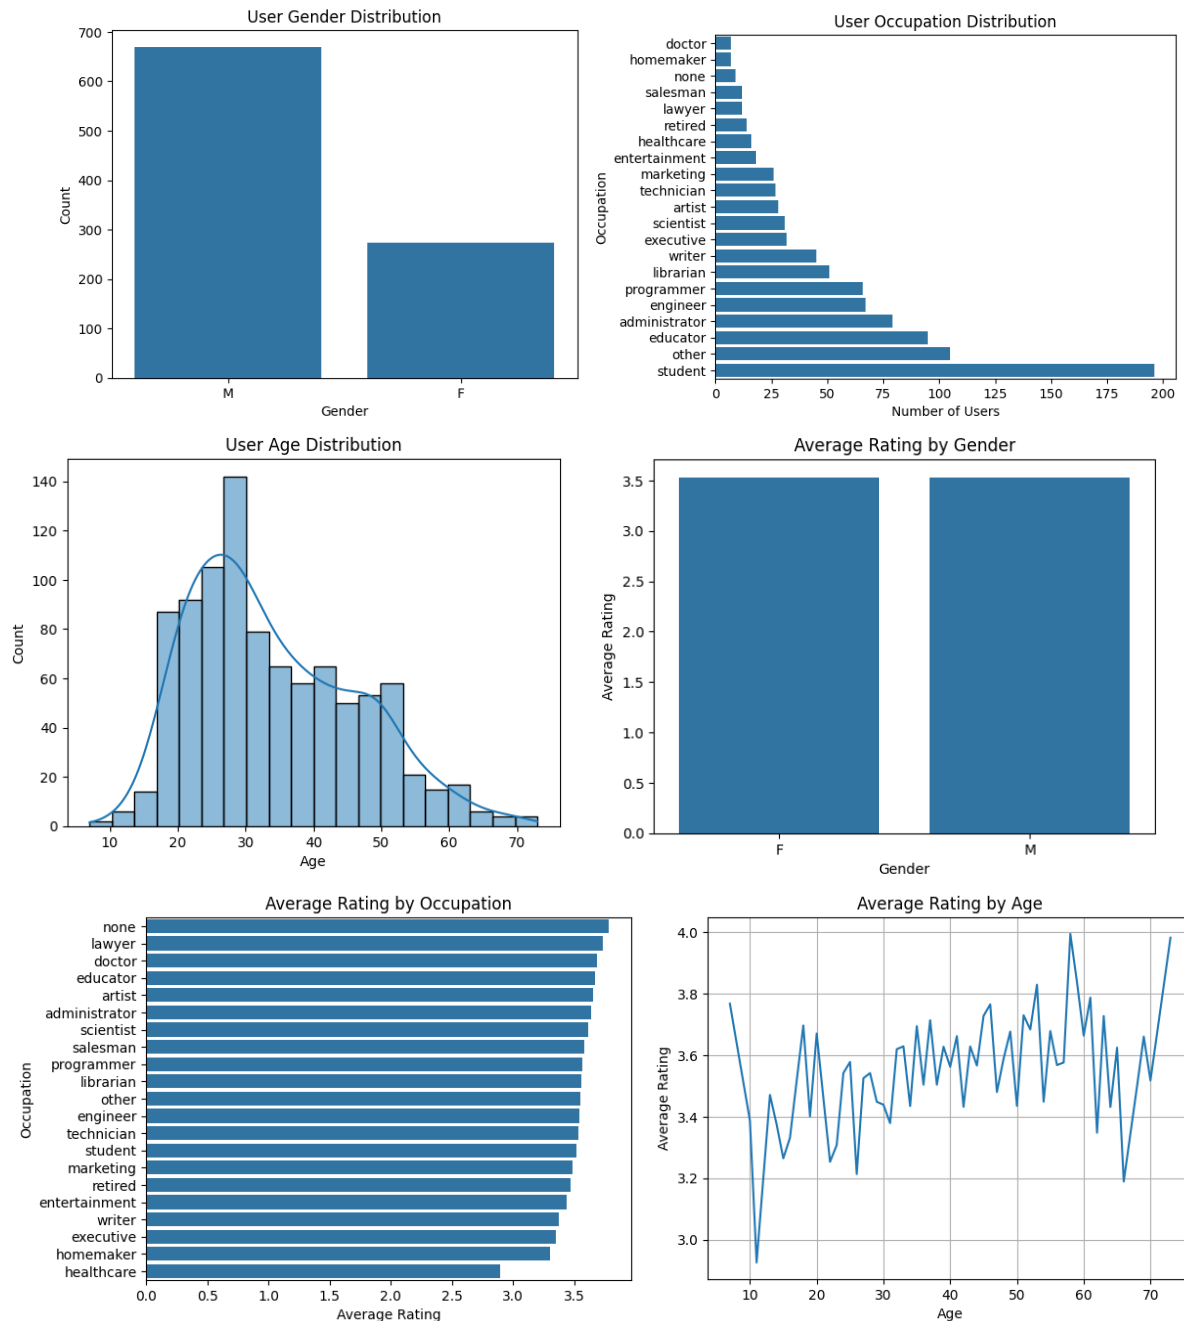 User Gender Distribution
700
600
500
400
300
200
100
0
Count
M
F
Gender
User Occupation Distribution
doctor
homemaker
none
salesman
lawyer
retired
healthcare
entertainment
marketing
technician
artist
scientist
executive
writer
librarian
programmer
engineer
administrator
educator
other
student
Occupation
0 25 50 75 100 125 150 175 200
Number of Users
User Age Distribution
140
120
100
80
60
40
20
0
Count
10 20 30 40 50 60 70
Age
Average Rating by Gender
3.5
3.0
2.5
2.0
1.5
1.0
0.5
0.0
Average Rating
F
M
Gender
Average Rating by Occupation
none
lawyer
doctor
educator
artist
administrator
scientist
salesman
programmer
librarian
other
engineer
technician
student
marketing
retired
entertainment
writer
executive
homemaker
healthcare
Occupation
0.0 0.5 1.0 1.5 2.0 2.5 3.0 3.5
Average Rating
Average Rating by Age
4.0
3.8
3.6
3.4
3.2
3.0
Average Rating
10 20 30 40 50 60 70
Age